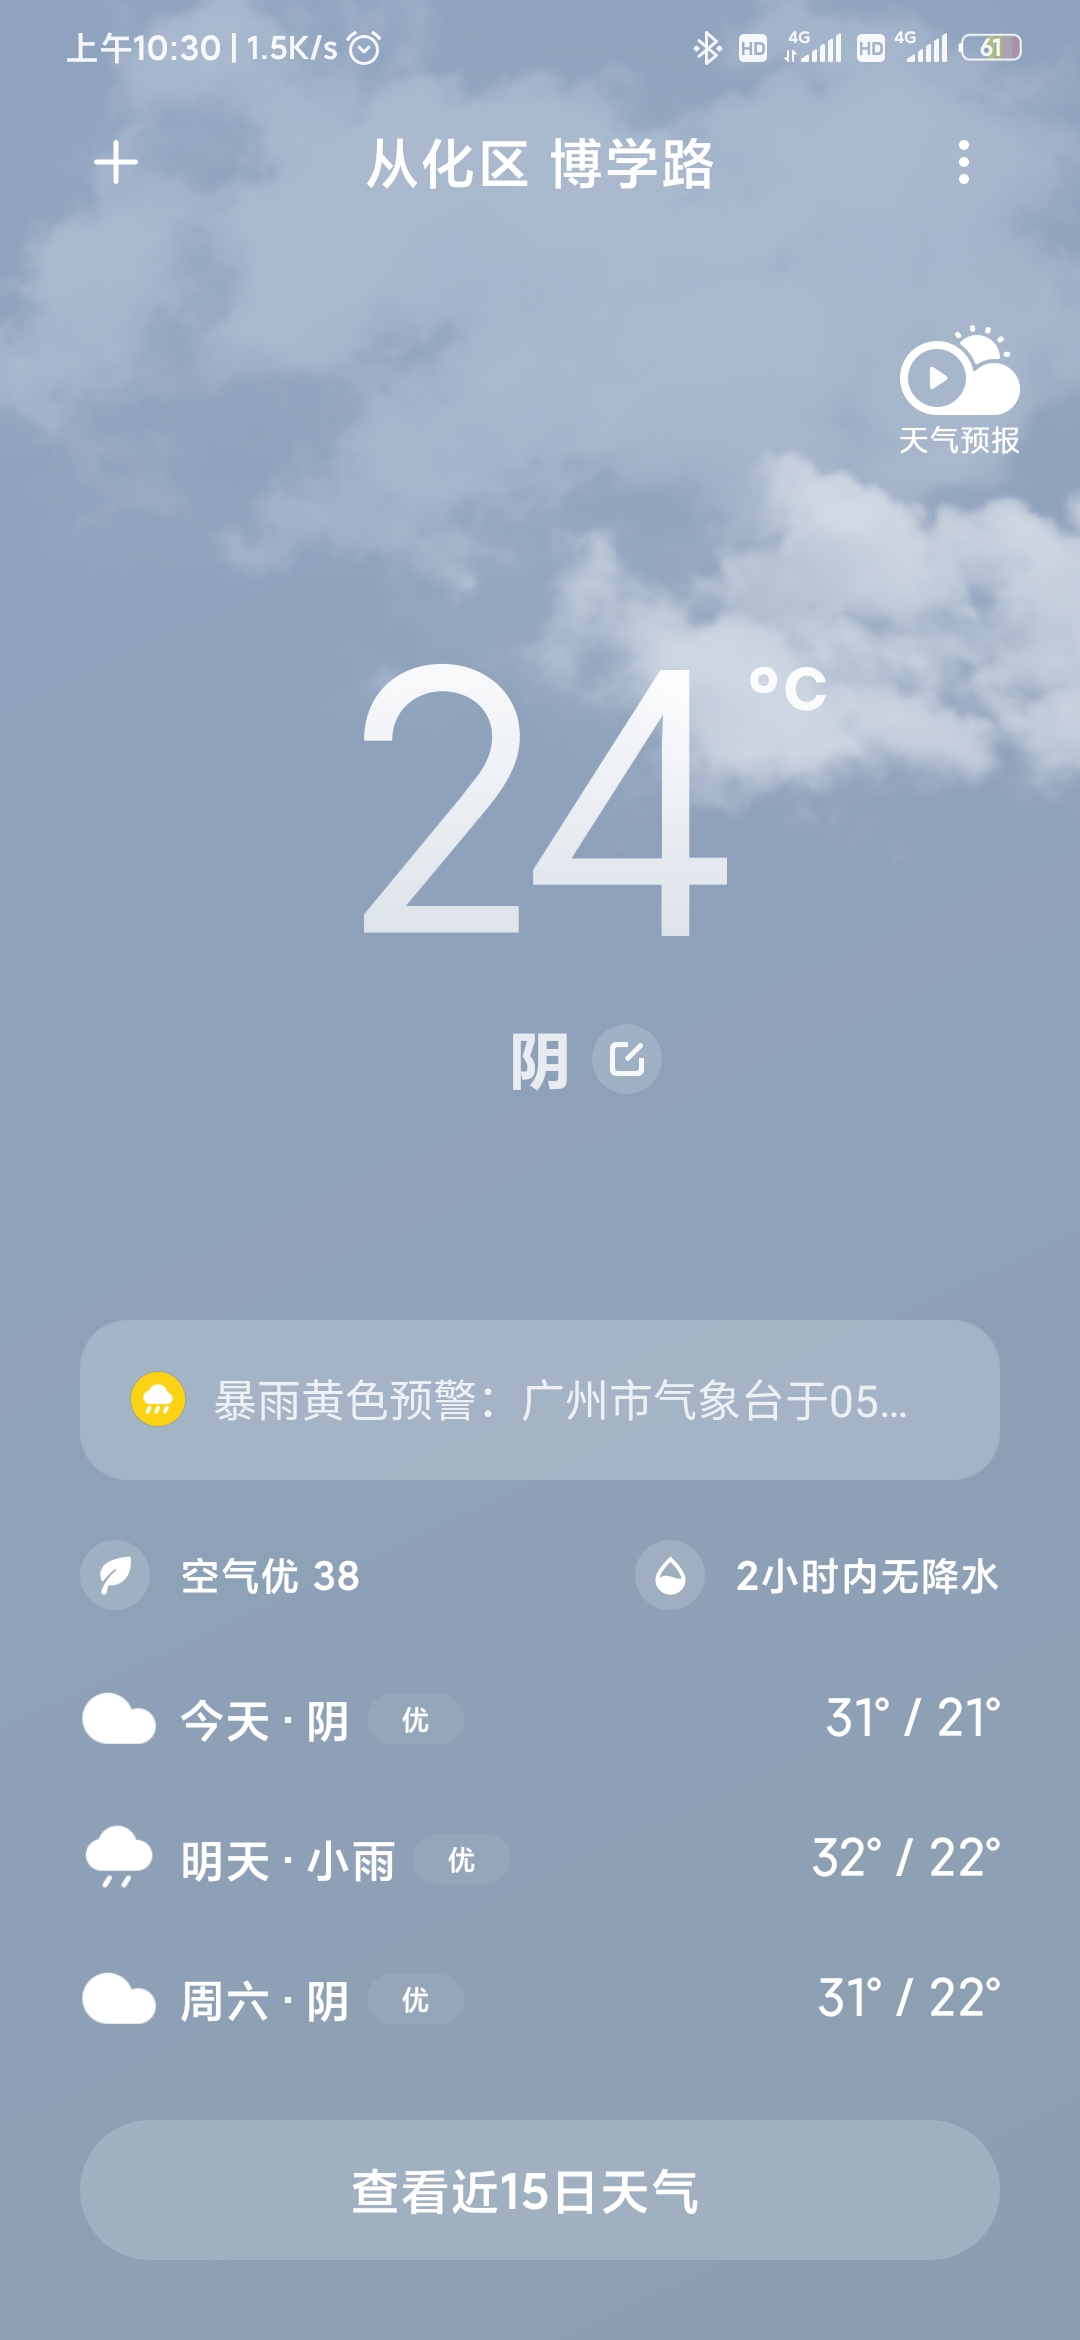 上午10:30 | 1.5K/s HD 4G HD 4G 61
从化区 博学路
天气预报
24 °C
阴
暴雨黄色预警：广州市气象台于05...
空气优 38 2小时内无降水
今天 · 阴 优 31° / 21°
明天 · 小雨 优 32° / 22°
周六 · 阴 优 31° / 22°
查看近15日天气